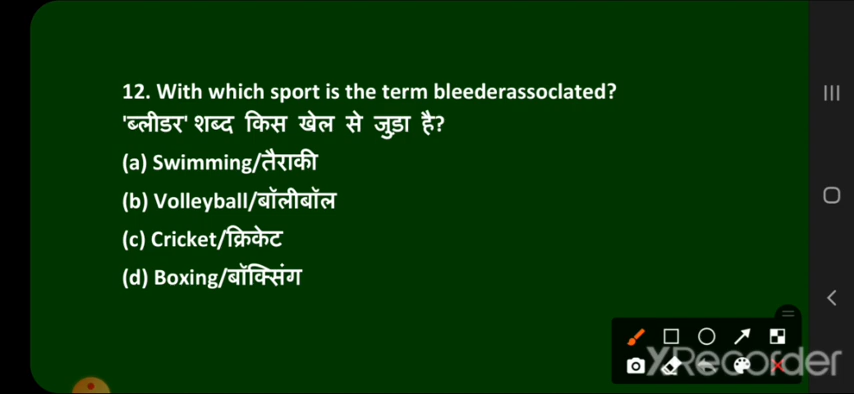 12. With which sport is the term bleederassoclated?
'ब्लीडर' शब्द किस खेल से जुड़ा है?
(a) Swimming/तैराकी
(b) Volleyball/बॉलीबॉल
(c) Cricket/क्रिकेट
(d) Boxing/बॉक्सिंग
XRecorder